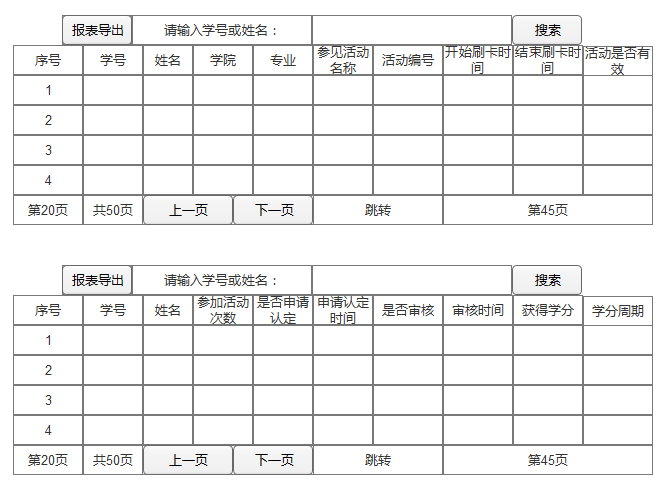 报表导出 请输入学号或姓名： 搜索
序号 学号 姓名 学院 专业 参见活动名称 活动编号 开始刷卡时间 结束刷卡时间 活动是否有效
1
2
3
4
第20页 共50页 上一页 下一页 跳转 第45页
报表导出 请输入学号或姓名： 搜索
序号 学号 姓名 参加活动次数 是否申请认定 申请认定时间 是否审核 审核时间 获得学分 学分周期
1
2
3
4
第20页 共50页 上一页 下一页 跳转 第45页